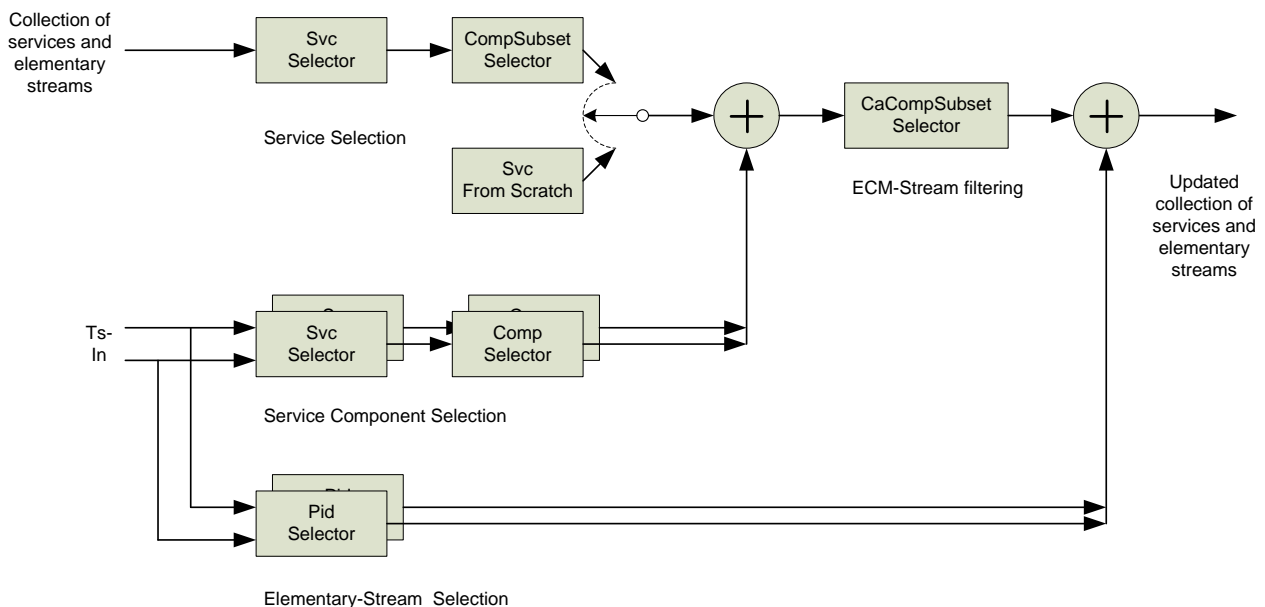 Collection of
services and
elementary
streams
Svc
Selector
CompSubset
Selector
Service Selection
Svc
From Scratch
CaCompSubset
Selector
ECM-Stream filtering
Updated
collection of
services and
elementary
streams
Ts-
In
Svc
Selector
Comp
Selector
Service Component Selection
Pid
Selector
Elementary-Stream Selection